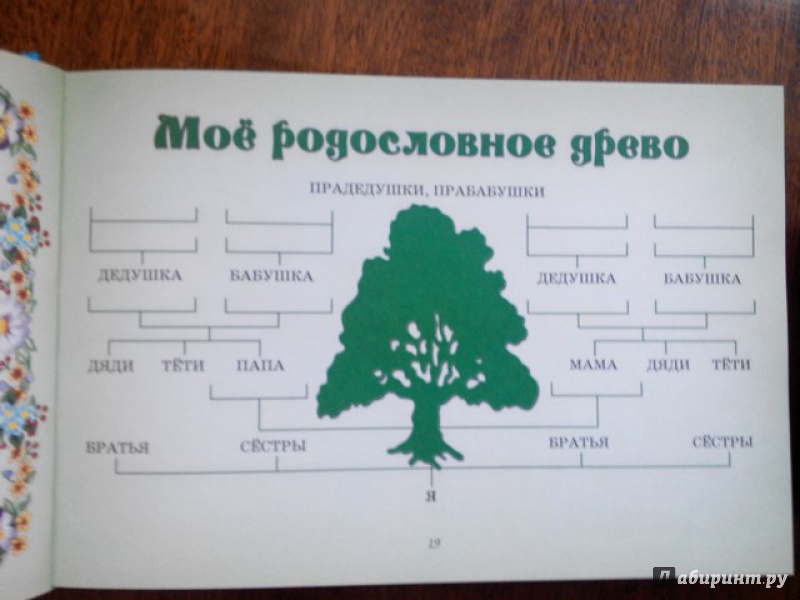 Моё родословное древо
ПРАДЕДУШКИ, ПРАБАБУШКИ
ДЕДУШКА БАБУШКА ДЕДУШКА БАБУШКА
ДЯДИ ТЁТИ ПАПА МАМА ДЯДИ ТЁТИ
БРАТЬЯ СЁСТРЫ БРАТЬЯ СЁСТРЫ
Я
19
Лабиринт.ру